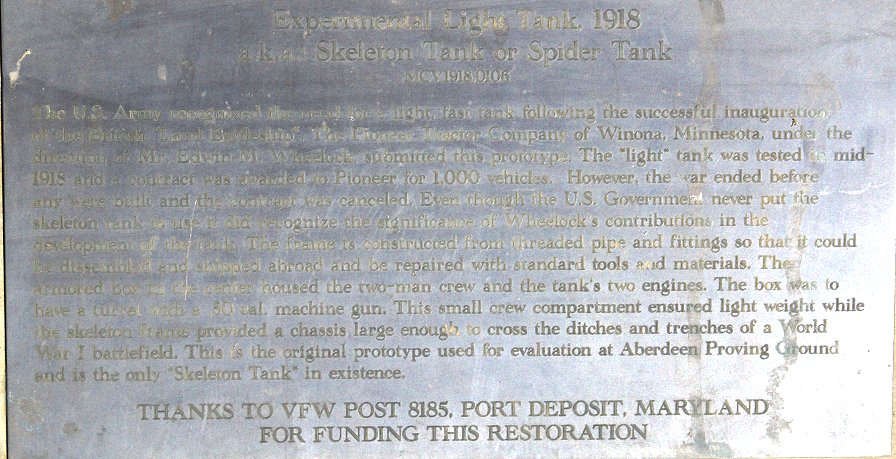 Experimental Light Tank, 1918
a.k.a.: Skeleton Tank or Spider Tank
MCV1918.0106
The U.S. Army recognized the need for a light, fast tank following the successful inauguration
of the British "Land Battleship". The Pioneer Tractor Company of Winona, Minnesota, under the
direction of Mr. Edwin M. Wheelock, submitted this prototype. The "light" tank was tested in mid-
1918 and a contract was awarded to Pioneer for 1,000 vehicles. However, the war ended before
any were built and the contract was canceled. Even though the U.S. Government never put the
skeleton tank to use it did recognize the significance of Wheelock's contributions in the
development of the tank. The frame is constructed from threaded pipe and fittings so that it could
be dissembled and shipped abroad and be repaired with standard tools and materials. The
armored box in the center housed the two-man crew and the tank's two engines. The box was to
have a turret with a .30 cal. machine gun. This small crew compartment ensured light weight while
the skeleton frame provided a chassis large enough to cross the ditches and trenches of a World
War I battlefield. This is the original prototype used for evaluation at Aberdeen Proving Ground
and is the only "Skeleton Tank" in existence.
THANKS TO VFW POST 8185, PORT DEPOSIT, MARYLAND
FOR FUNDING THIS RESTORATION